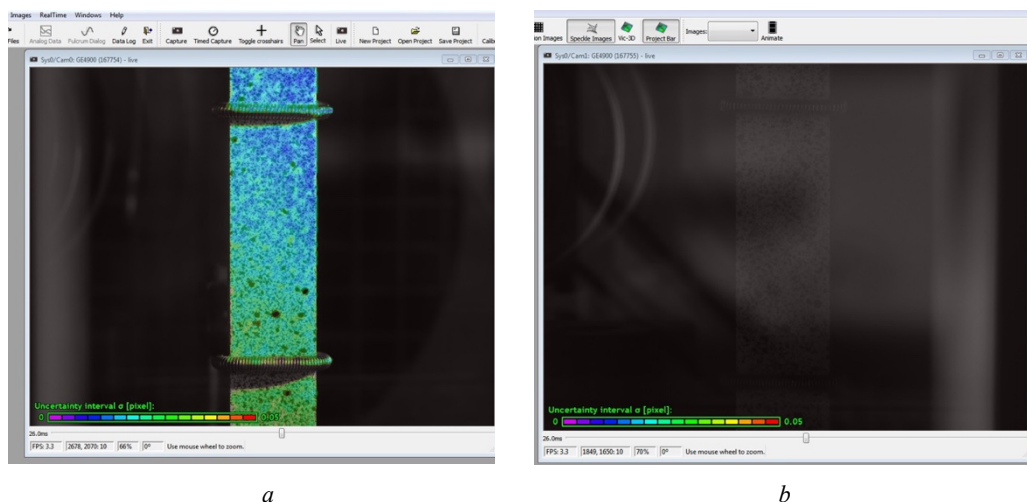 Images RealTime Windows Help
Files Analog Data Fulcrum Dialog Data Log Exit Capture Timed Capture Toggle crosshairs Pan Select Live New Project Open Project Save Project
Sys0/Cam0: GE4900 (167754) - live
Uncertainty interval σ [pixel]:
0 0.05
26.0ms
FPS: 3.3 2678, 2070: 10 66% 0° Use mouse wheel to zoom.
a
Images:
Images Speckle Images Vic-3D Project Bar Animate
Sys0/Cam1: GE4900 (167755) - live
Uncertainty interval σ [pixel]:
0 0.05
26.0ms
FPS: 3.3 1849, 1650: 10 70% 0° Use mouse wheel to zoom.
b